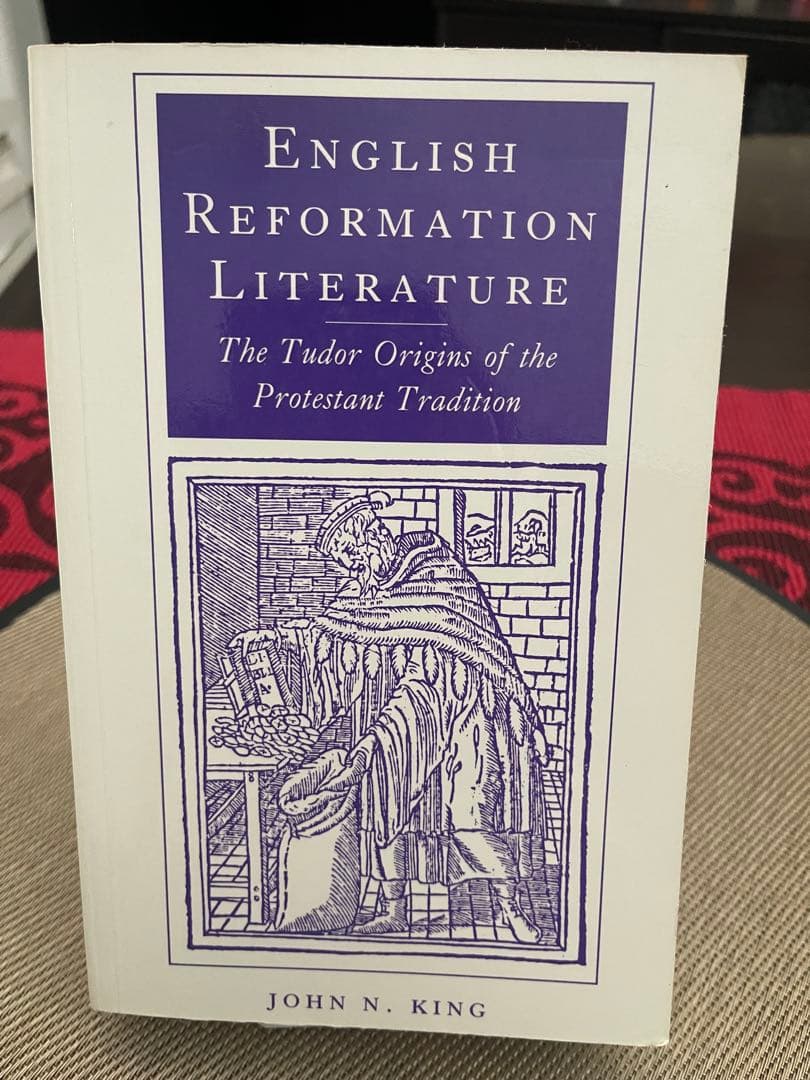 ENGLISH
REFORMATION
LITERATURE
The Tudor Origins of the
Protestant Tradition
JOHN N. KING